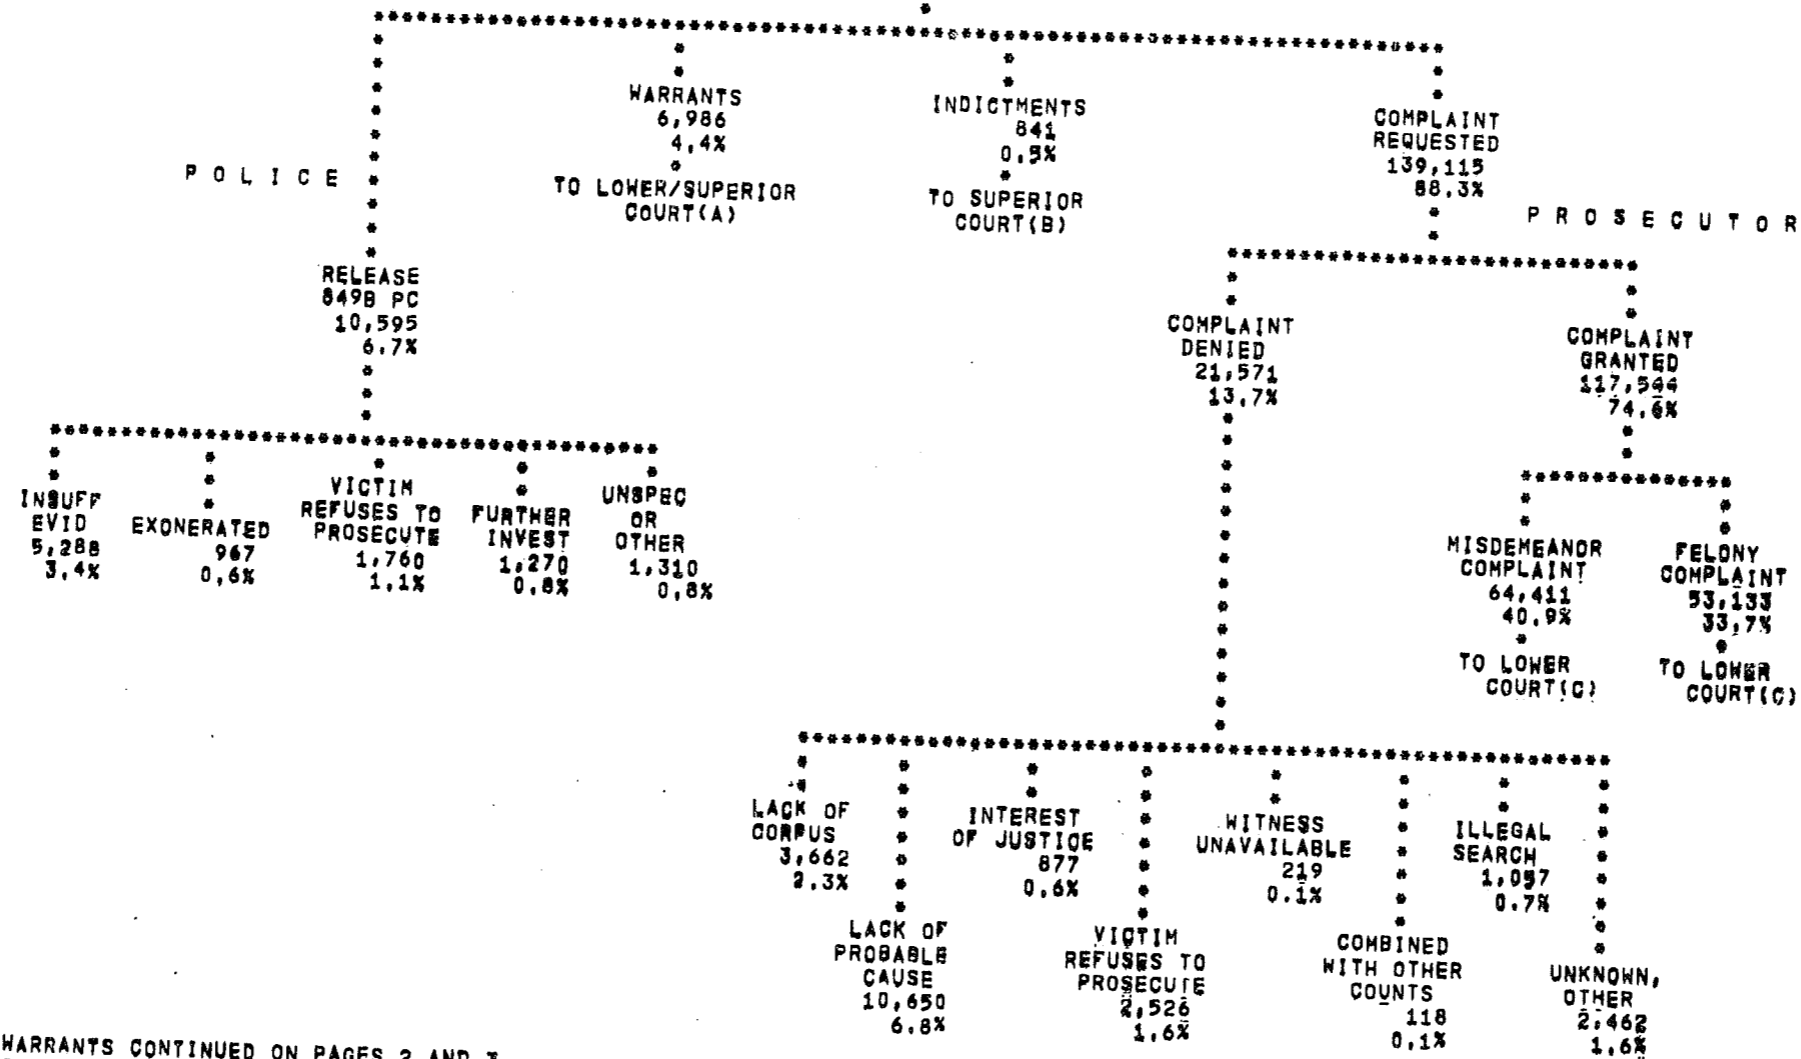 WARRANTS
6,986
4.4%
TO LOWER/SUPERIOR
COURT(A)
INDICTMENTS
841
0.5%
TO SUPERIOR
COURT(B)
COMPLAINT
REQUESTED
139,115
88.3%
P O L I C E
P R O S E C U T O R
RELEASE
849B PC
10,595
6.7%
COMPLAINT
DENIED
21,571
13.7%
COMPLAINT
GRANTED
117,544
74.6%
INSUFF
EVID
5,288
3.4%
EXONERATED
967
0.6%
VICTIM
REFUSES TO
PROSECUTE
1,760
1.1%
FURTHER
INVEST
1,270
0.8%
UNSPEC
OR
OTHER
1,310
0.8%
MISDEMEANOR
COMPLAINT
64,411
40.9%
TO LOWER
COURT(C)
FELONY
COMPLAINT
53,133
33.7%
TO LOWER
COURT(C)
LACK OF
CORPUS
3,662
2.3%
LACK OF
PROBABLE
CAUSE
10,650
6.8%
INTEREST
OF JUSTICE
877
0.6%
VICTIM
REFUSES TO
PROSECUTE
2,526
1.6%
WITNESS
UNAVAILABLE
219
0.1%
COMBINED
WITH OTHER
COUNTS
118
0.1%
ILLEGAL
SEARCH
1,057
0.7%
UNKNOWN,
OTHER
2,462
1.6%
WARRANTS CONTINUED ON PAGES 2 AND 3